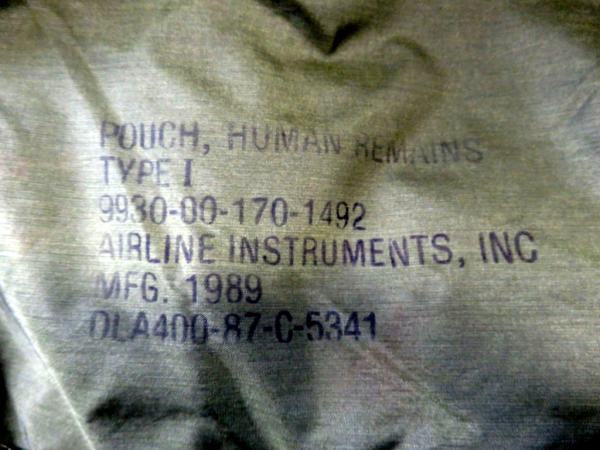 POUCH, HUMAN REMAINS
TYPE I
9930-00-170-1492
AIRLINE INSTRUMENTS, INC
MFG. 1989
DLA400-87-C-5341